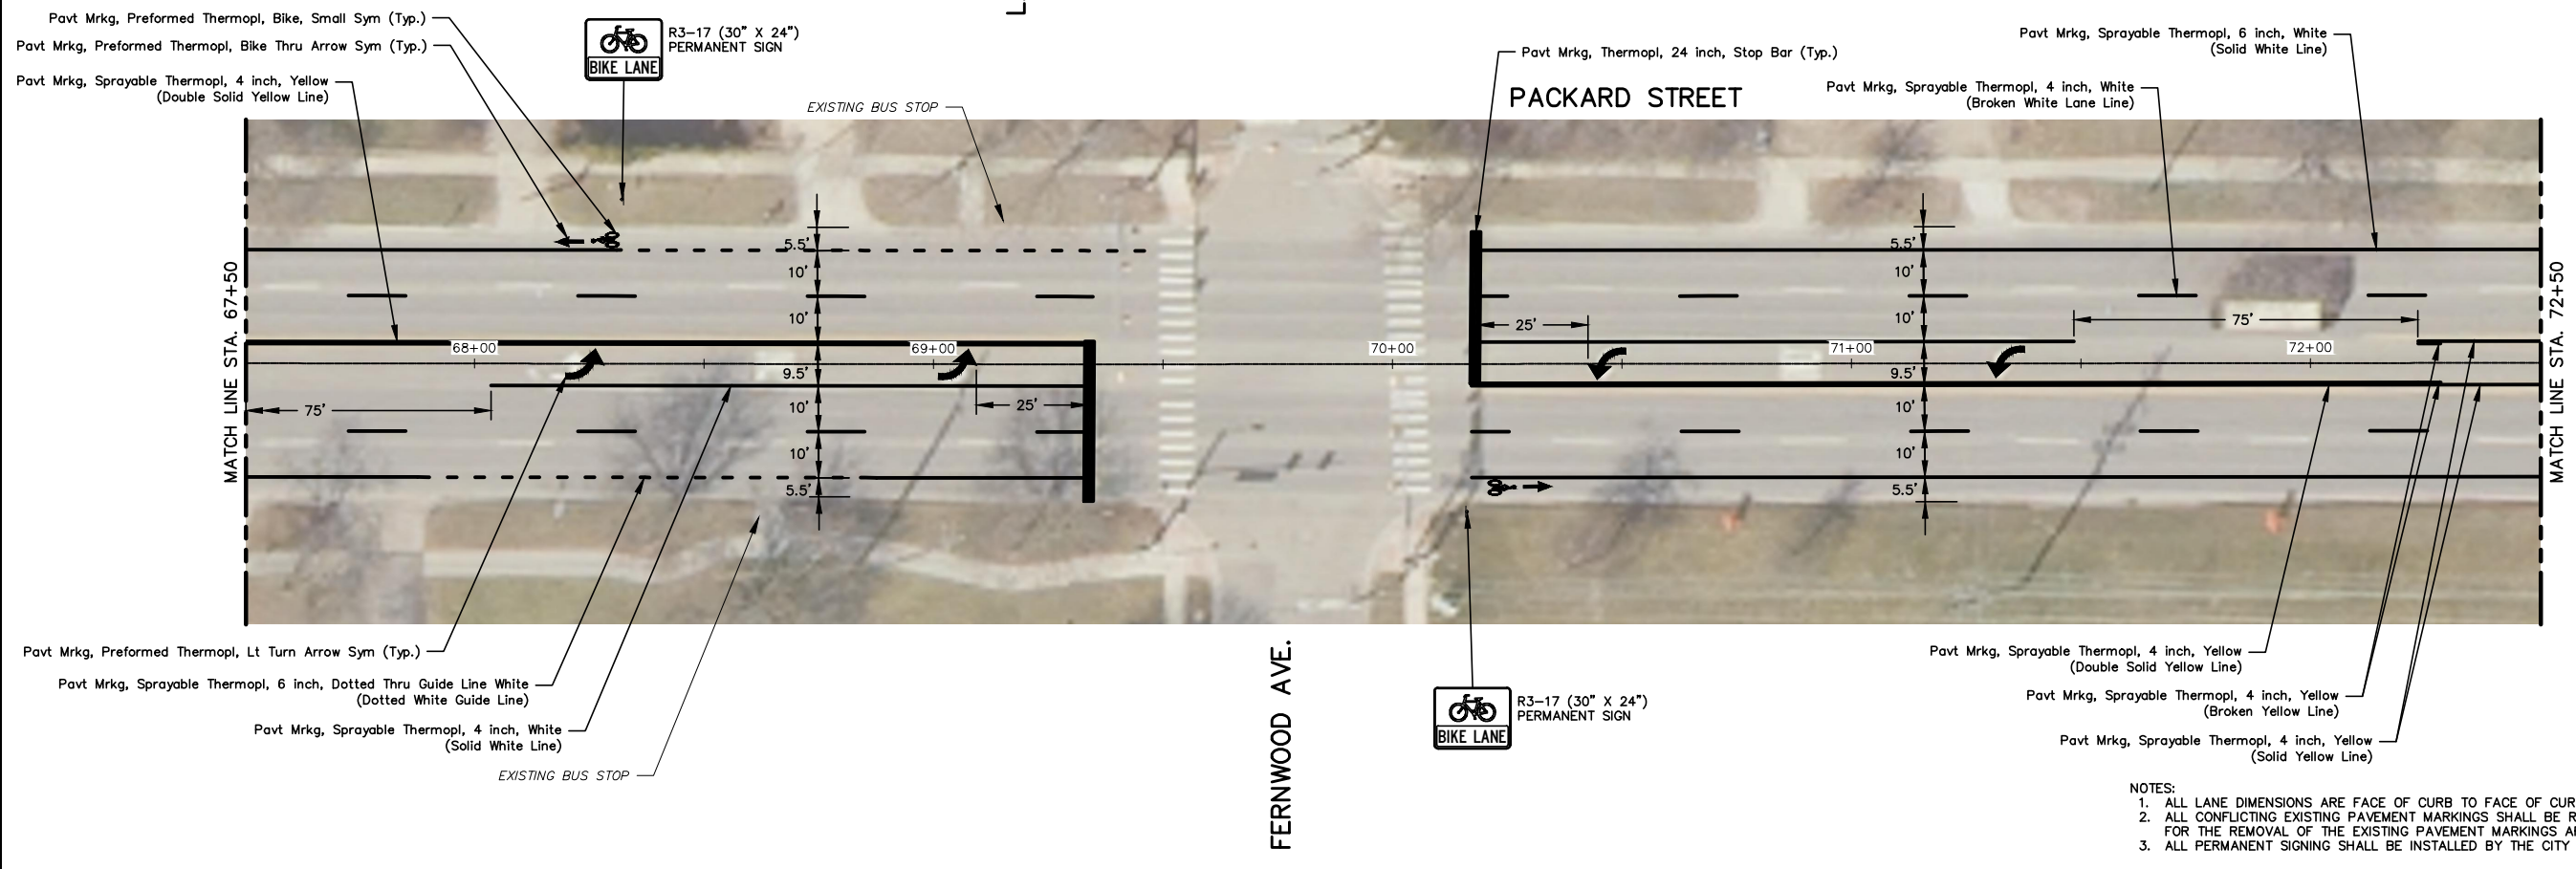 Pavt Mrkg, Preformed Thermopl, Bike, Small Sym (Typ.)
Pavt Mrkg, Preformed Thermopl, Bike Thru Arrow Sym (Typ.)
Pavt Mrkg, Sprayable Thermopl, 4 inch, Yellow
(Double Solid Yellow Line)
BIKE LANE
R3-17 (30" X 24")
PERMANENT SIGN
EXISTING BUS STOP
Pavt Mrkg, Thermopl, 24 inch, Stop Bar (Typ.)
PACKARD STREET
Pavt Mrkg, Sprayable Thermopl, 6 inch, White
(Solid White Line)
Pavt Mrkg, Sprayable Thermopl, 4 inch, White
(Broken White Lane Line)
MATCH LINE STA. 67+50
5.5'
10'
10'
9.5'
10'
10'
5.5'
68+00
69+00
75'
25'
70+00
25'
5.5'
10'
10'
9.5'
10'
10'
5.5'
71+00
75'
72+00
MATCH LINE STA. 72+50
Pavt Mrkg, Preformed Thermopl, Lt Turn Arrow Sym (Typ.)
Pavt Mrkg, Sprayable Thermopl, 6 inch, Dotted Thru Guide Line White
(Dotted White Guide Line)
Pavt Mrkg, Sprayable Thermopl, 4 inch, White
(Solid White Line)
EXISTING BUS STOP
FERNWOOD AVE.
BIKE LANE
R3-17 (30" X 24")
PERMANENT SIGN
Pavt Mrkg, Sprayable Thermopl, 4 inch, Yellow
(Double Solid Yellow Line)
Pavt Mrkg, Sprayable Thermopl, 4 inch, Yellow
(Broken Yellow Line)
Pavt Mrkg, Sprayable Thermopl, 4 inch, Yellow
(Solid Yellow Line)
NOTES:
1. ALL LANE DIMENSIONS ARE FACE OF CURB TO FACE OF CUR
2. ALL CONFLICTING EXISTING PAVEMENT MARKINGS SHALL BE R
FOR THE REMOVAL OF THE EXISTING PAVEMENT MARKINGS A
3. ALL PERMANENT SIGNING SHALL BE INSTALLED BY THE CITY